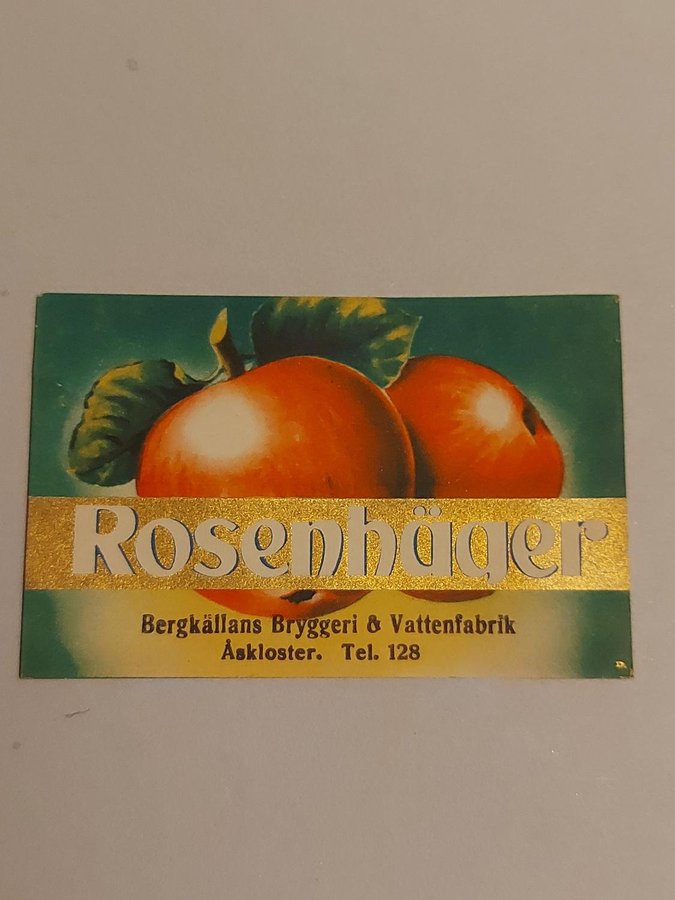 Rosenhäger
Bergkällans Bryggeri & Vattenfabrik
Åskloster. Tel. 128